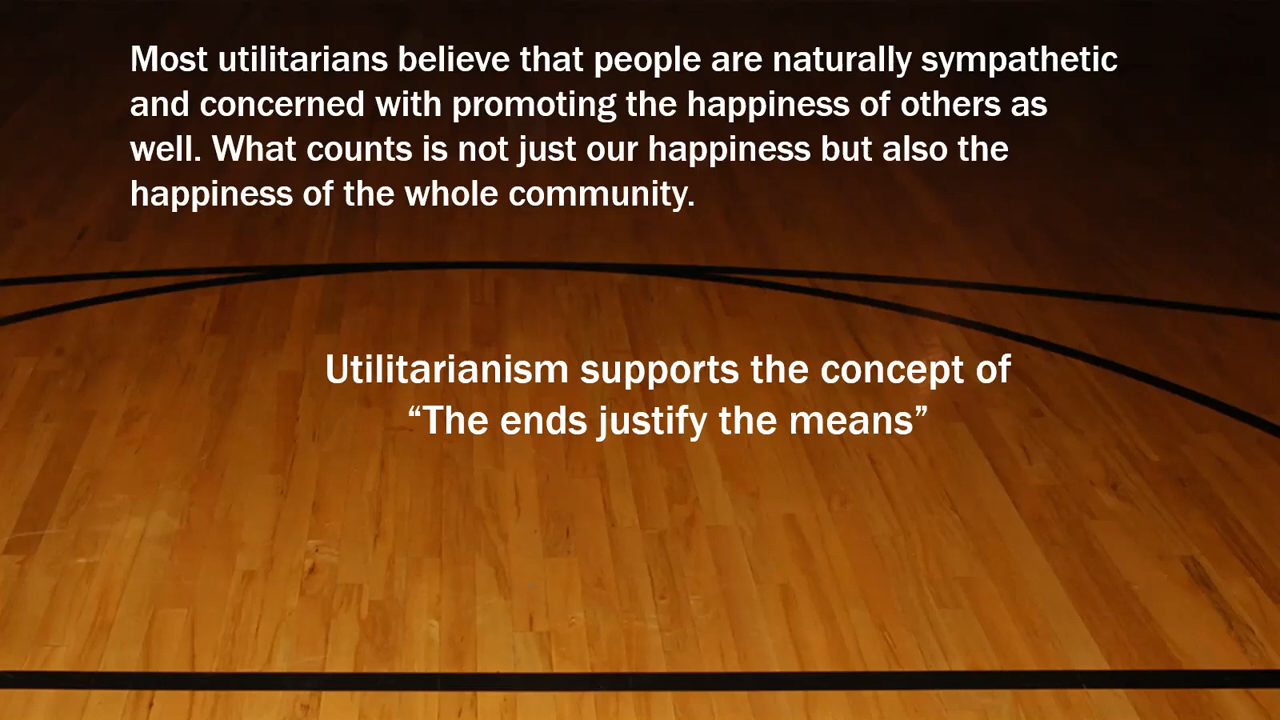 Most utilitarians believe that people are naturally sympathetic
and concerned with promoting the happiness of others as
well. What counts is not just our happiness but also the
happiness of the whole community.
Utilitarianism supports the concept of
“The ends justify the means”